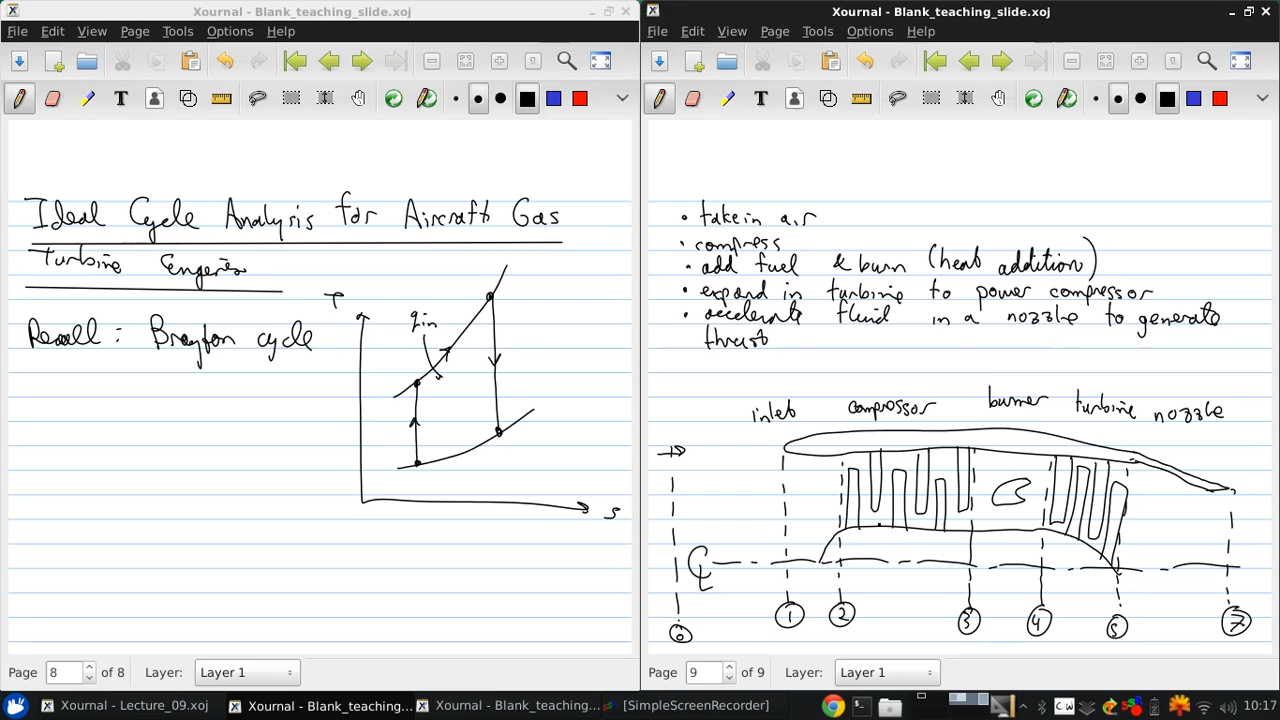 Xournal - Blank_teaching_slide.xoj
File Edit View Page Tools Options Help
Ideal Cycle Analysis for Aircraft Gas
Turbine Engines
Recall : Brayton cycle
T
qin
s
Page 8 of 8 Layer: Layer 1
Xournal - Blank_teaching_slide.xoj
File Edit View Page Tools Options Help
• take in air
• compress
• add fuel & burn (heat addition)
• expand in turbine to power compressor
• accelerate fluid in a nozzle to generate
thrust
inlet compressor burner turbine nozzle
CL
0 1 2 3 4 5 7
Page 9 of 9 Layer: Layer 1
Xournal - Lecture_09.xoj Xournal - Blank_teaching... Xournal - Blank_teaching... [SimpleScreenRecorder] 10:17